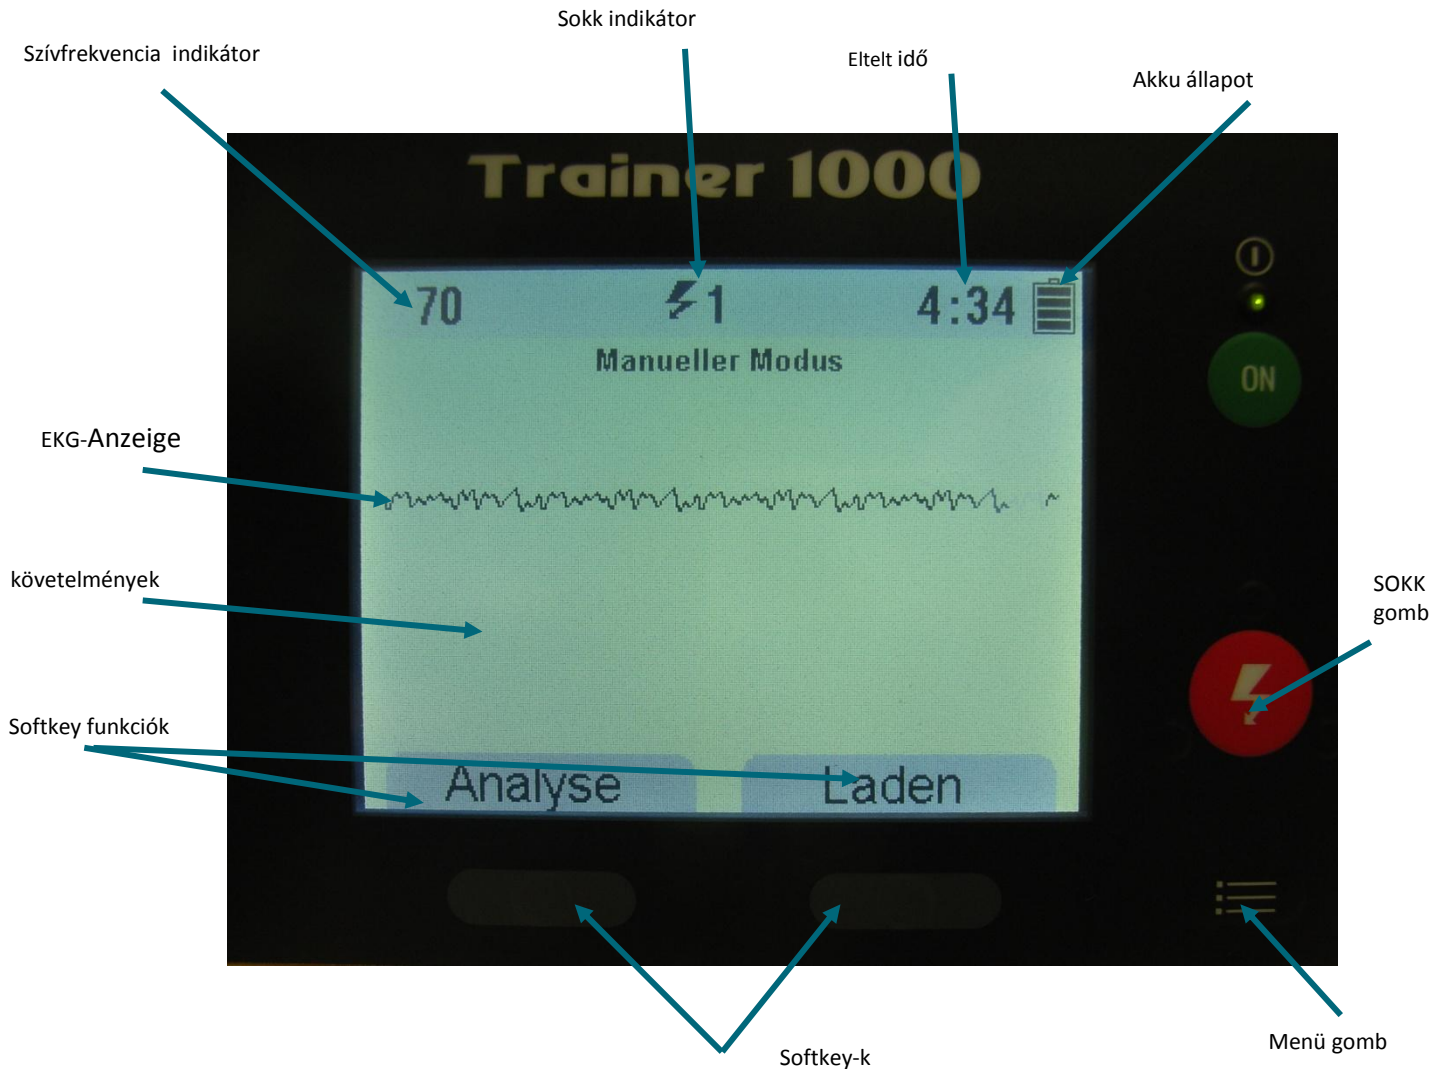 Sokk indikátor
Szívfrekvencia indikátor
Eltelt idő
Akku állapot
Trainer 1000
70
1
4:34
Manueller Modus
ON
EKG-Anzeige
követelmények
SOKK
gomb
Softkey funkciók
Analyse
Laden
Menü gomb
Softkey-k